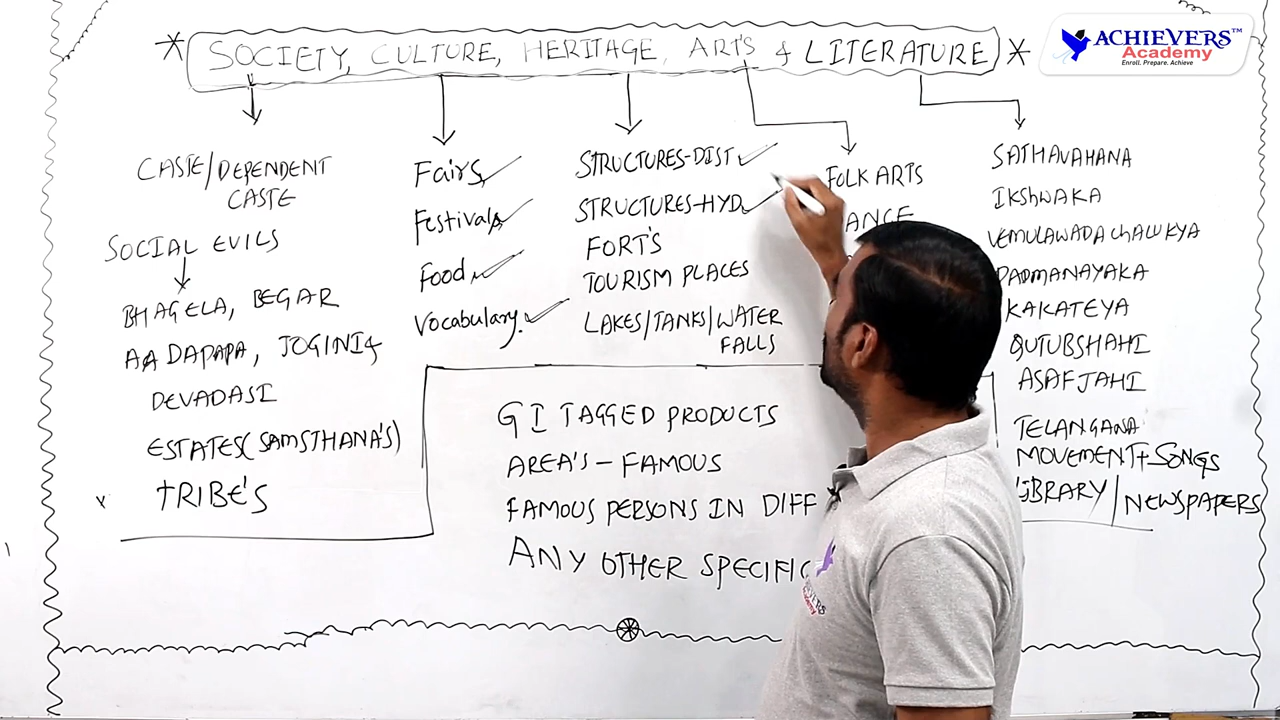 * SOCIETY, CULTURE, HERITAGE, ARTS & LITERATURE *
ACHIEVERS™
Academy
Enroll. Prepare. Achieve
CASTE/DEPENDENT
CASTE
SOCIAL EVILS
BHAGELA, BEGAR
JOGINI &
DEVADASI
ESTATES(SAMSTHANA'S)
TRIBE'S
Fairs
Festivals
Food
Vocabulary.
STRUCTURES-DIST
STRUCTURES-HYD
FORT'S
TOURISM PLACES
LAKES/TANKS/WATER
FALLS
FOLK ARTS
SATHAVAHANA
IKSHWAKA
VEMULAWADA CHALUKYA
PADMANAYAKA
KAKATEYA
QUTUBSHAHI
ASAFJAHI
TELANGANA
MOVEMENT+SONGS
LIBRARY/NEWSPAPERS
GI TAGGED PRODUCTS
AREA'S - FAMOUS
FAMOUS PERSONS IN DIFF
ANY OTHER SPECIFIC
Academy